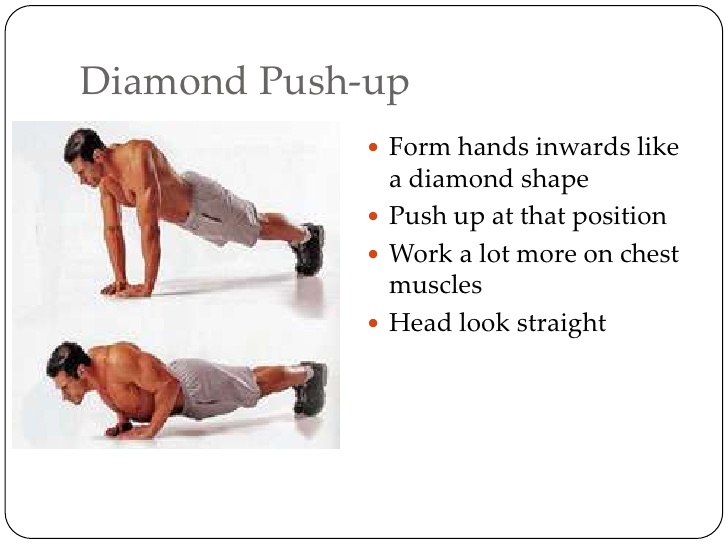 Diamond Push-up
• Form hands inwards like
a diamond shape
• Push up at that position
• Work a lot more on chest
muscles
• Head look straight